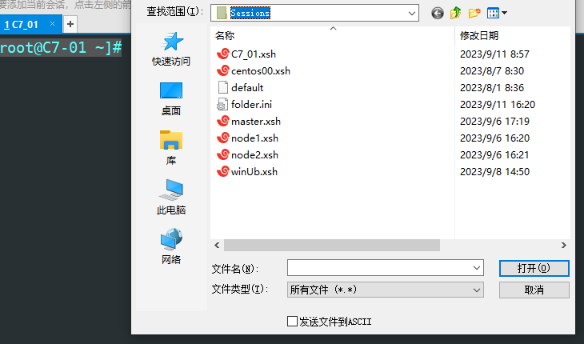 要添加当前会话，点击左侧的箭
查找范围(I): Sessions
1 C7_01 × +
root@C7-01 ~]#
名称 修改日期
C7_01.xsh 2023/9/11 8:57
centos00.xsh 2023/8/7 8:30
default 2023/8/1 8:36
folder.ini 2023/9/11 16:20
master.xsh 2023/9/6 17:19
node1.xsh 2023/9/6 16:20
node2.xsh 2023/9/6 16:21
winUb.xsh 2023/9/8 14:50
快速访问
桌面
库
此电脑
网络
文件名(N):
打开(O)
文件类型(T): 所有文件 (*.*)
取消
发送文件到ASCII